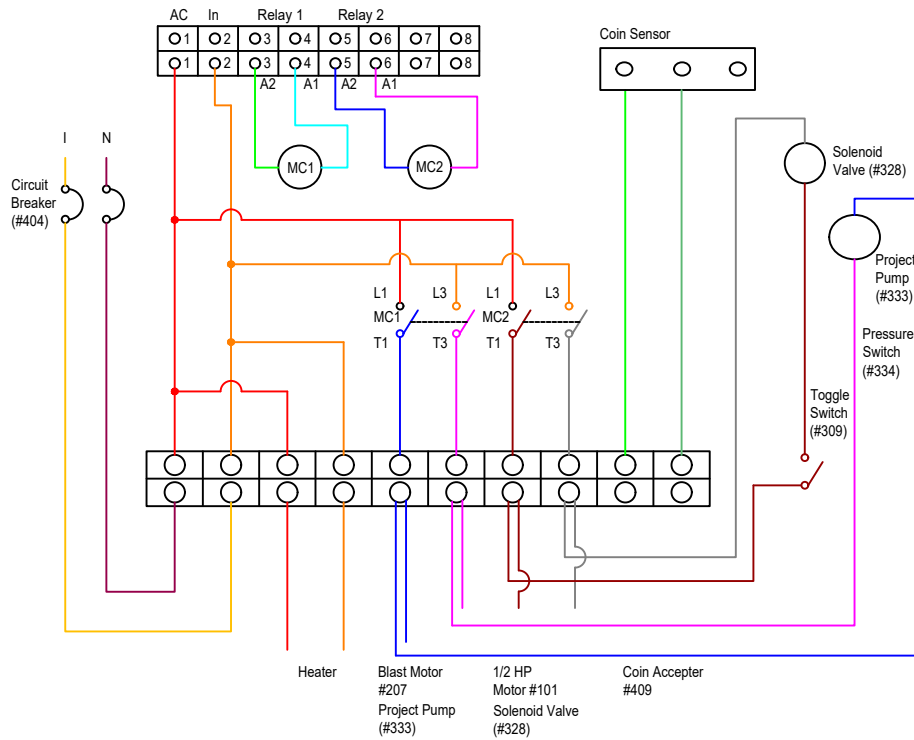 AC In Relay 1 Relay 2
1 2 3 4 5 6 7 8
1 2 3 4 5 6 7 8
A2 A1 A2 A1
Coin Sensor
MC1 MC2
I N
Circuit
Breaker
(#404)
Solenoid
Valve (#328)
Project
Pump
(#333)
Pressure
Switch
(#334)
L1 L3 L1 L3
MC1 MC2
T1 T3 T1 T3
Toggle
Switch
(#309)
Heater
Blast Motor
#207
Project Pump
(#333)
1/2 HP
Motor #101
Solenoid Valve
(#328)
Coin Accepter
#409